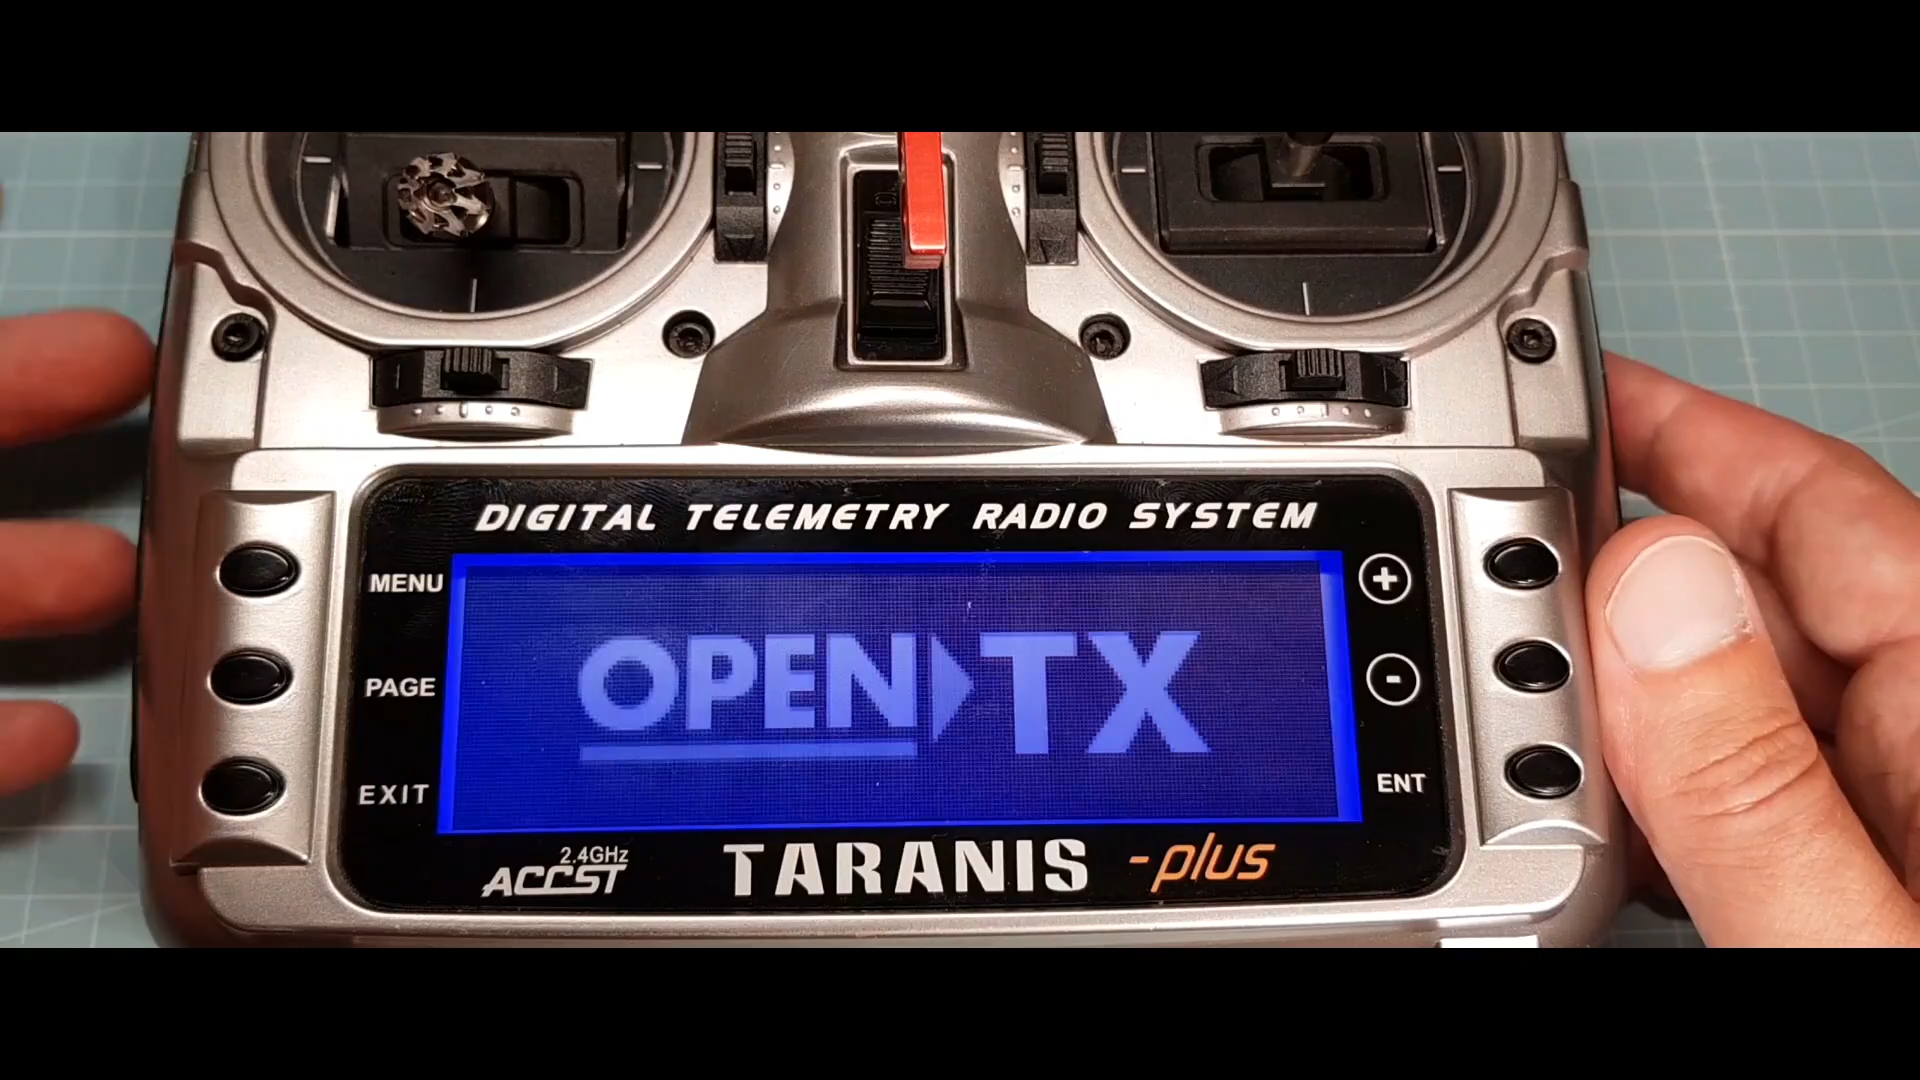 DIGITAL TELEMETRY RADIO SYSTEM
MENU
+
PAGE
OPEN TX
-
EXIT
ENT
2.4GHz
ACCST
TARANIS -plus